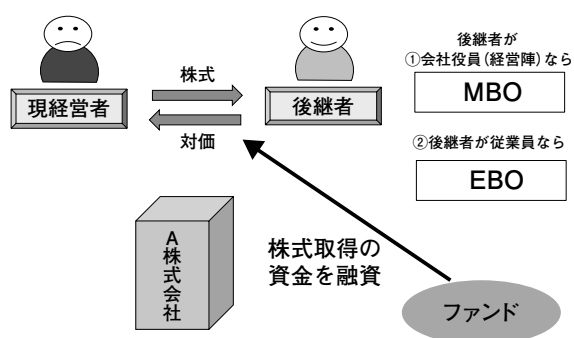 現経営者
株式
対価
後継者
後継者が
①会社役員(経営陣)なら
MBO
②後継者が従業員なら
EBO
A株式会社
株式取得の
資金を融資
ファンド